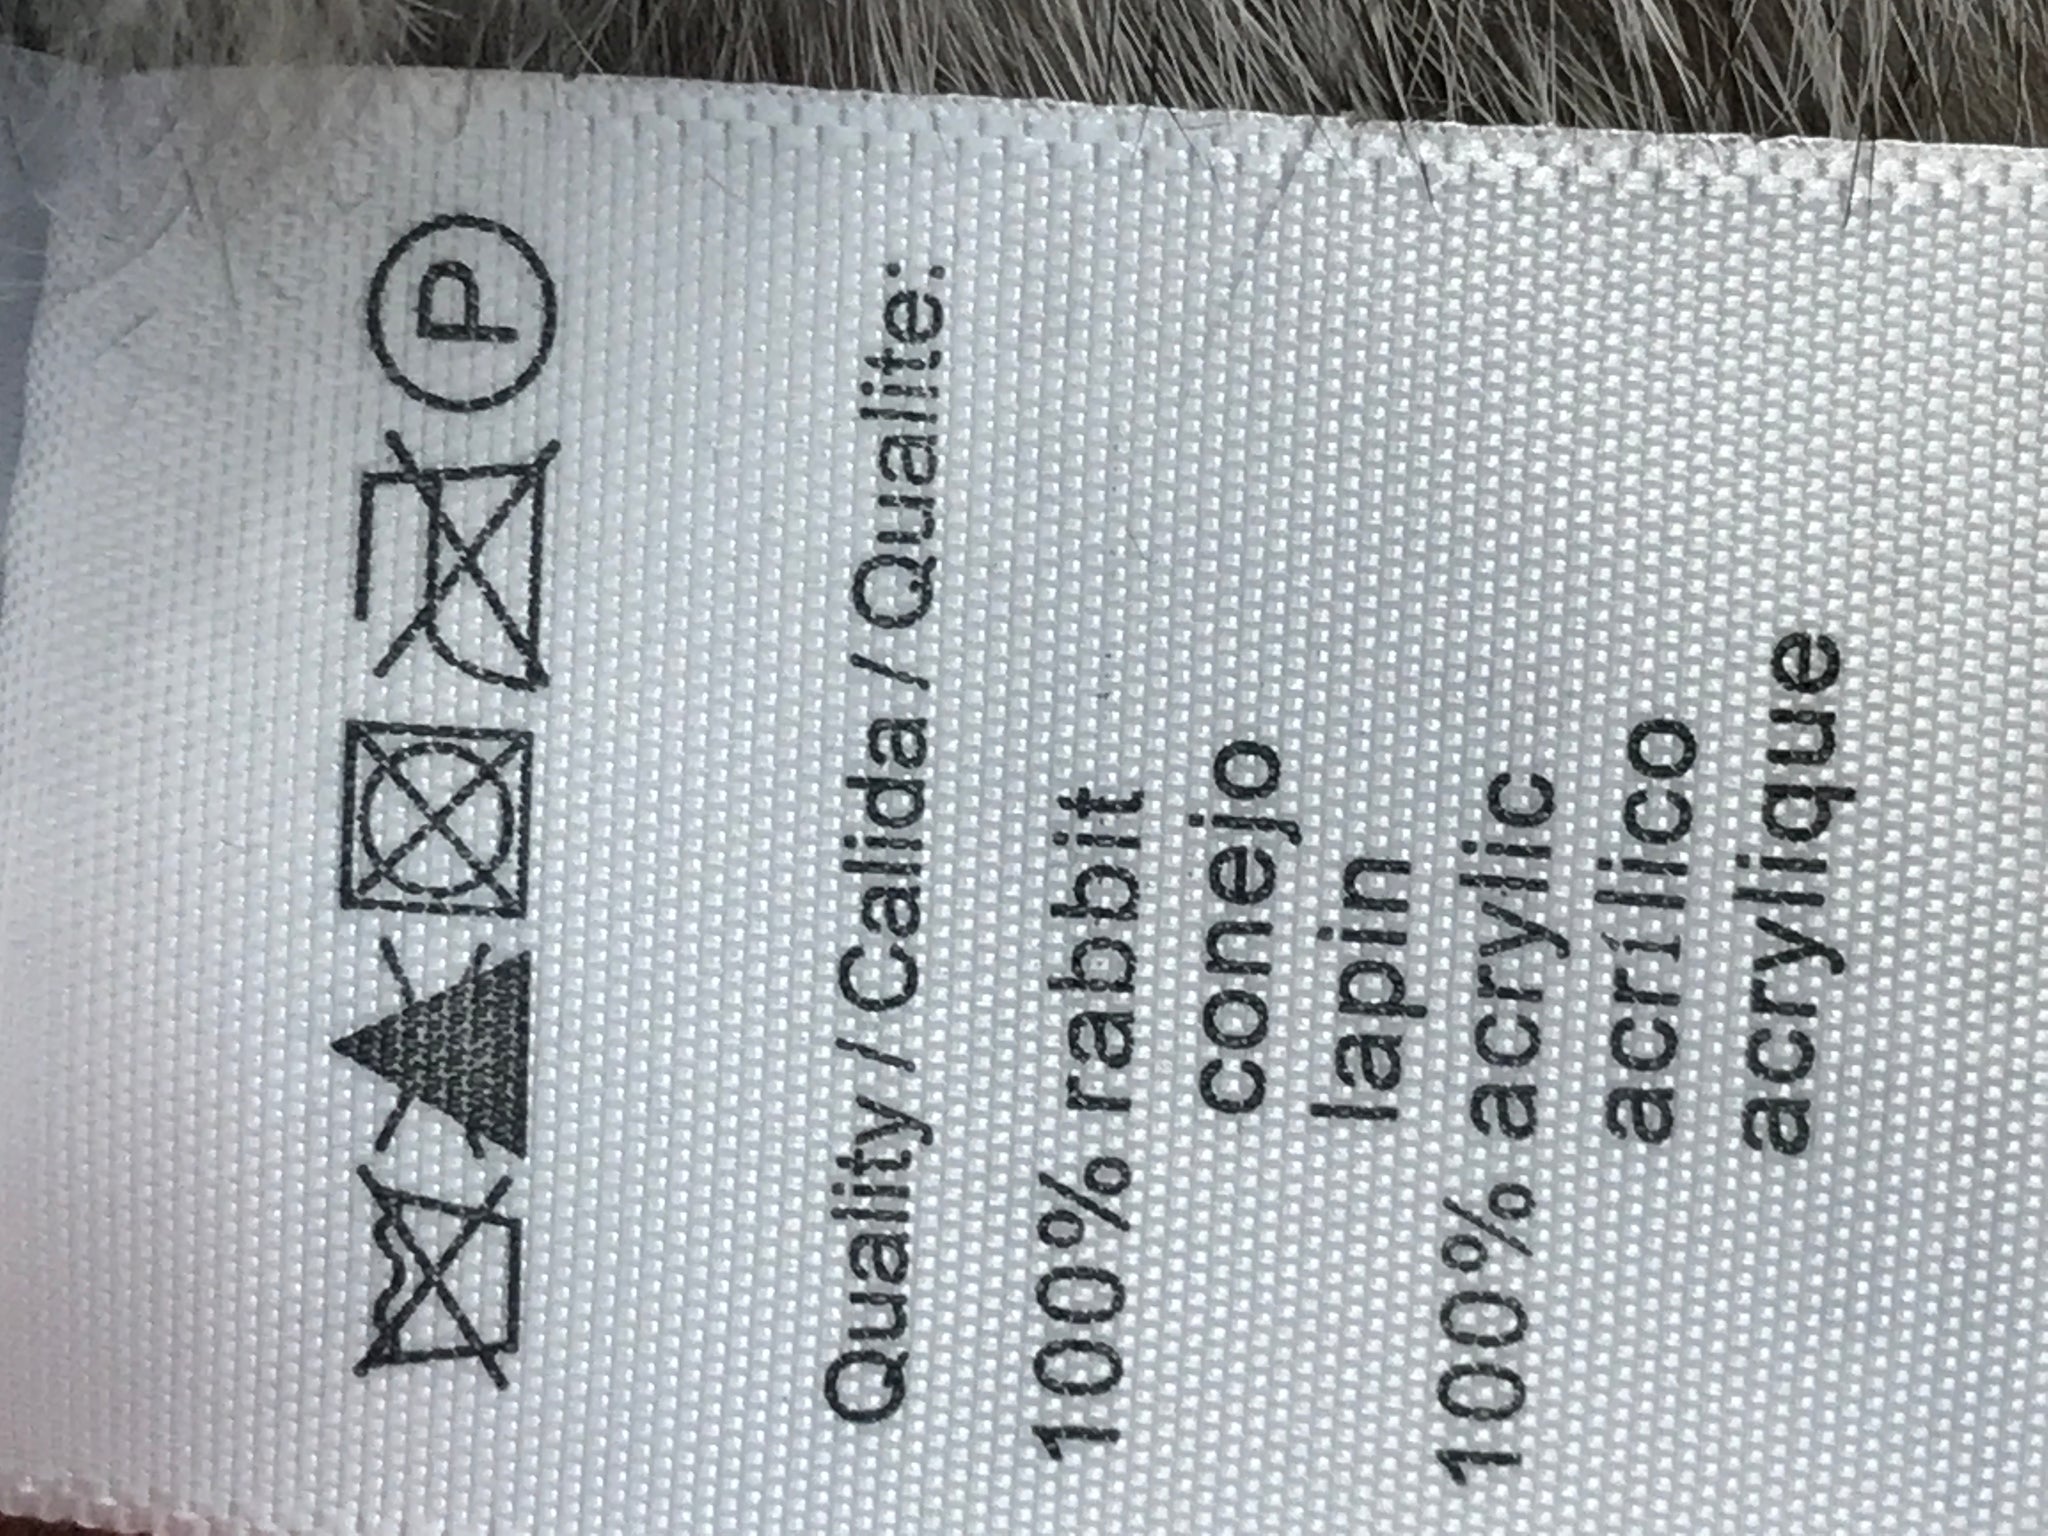 P
Quality / Calida / Qualite:
100% rabbit
conejo
lapin
100% acrylic
acrílico
acrylique